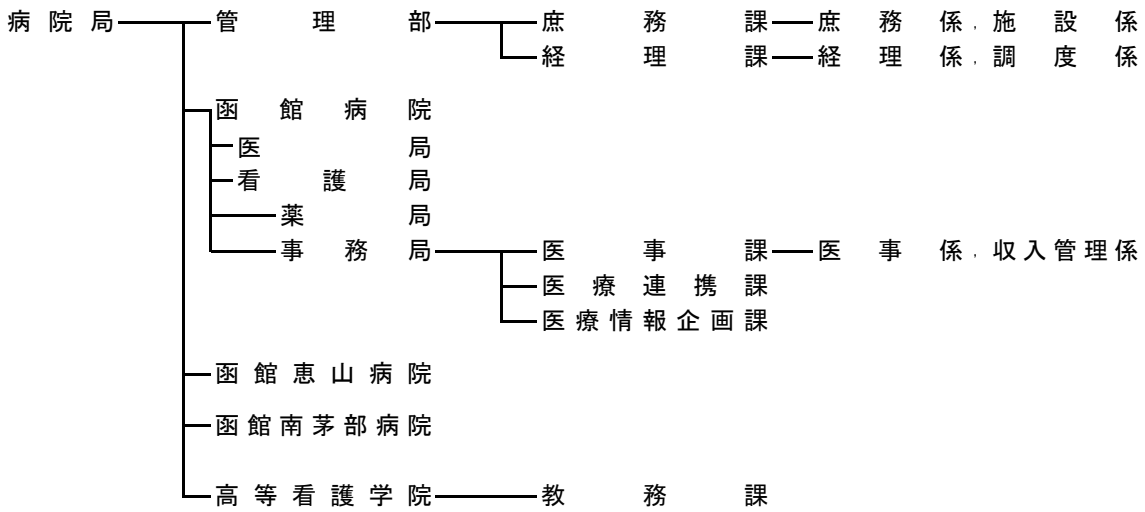 病院局 管理部 庶務課 庶務係，施設係
経理課 経理係，調度係
函館病院
医局
看護局
薬局
事務局 医事課 医事係，収入管理係
医療連携課
医療情報企画課
函館恵山病院
函館南茅部病院
高等看護学院 教務課